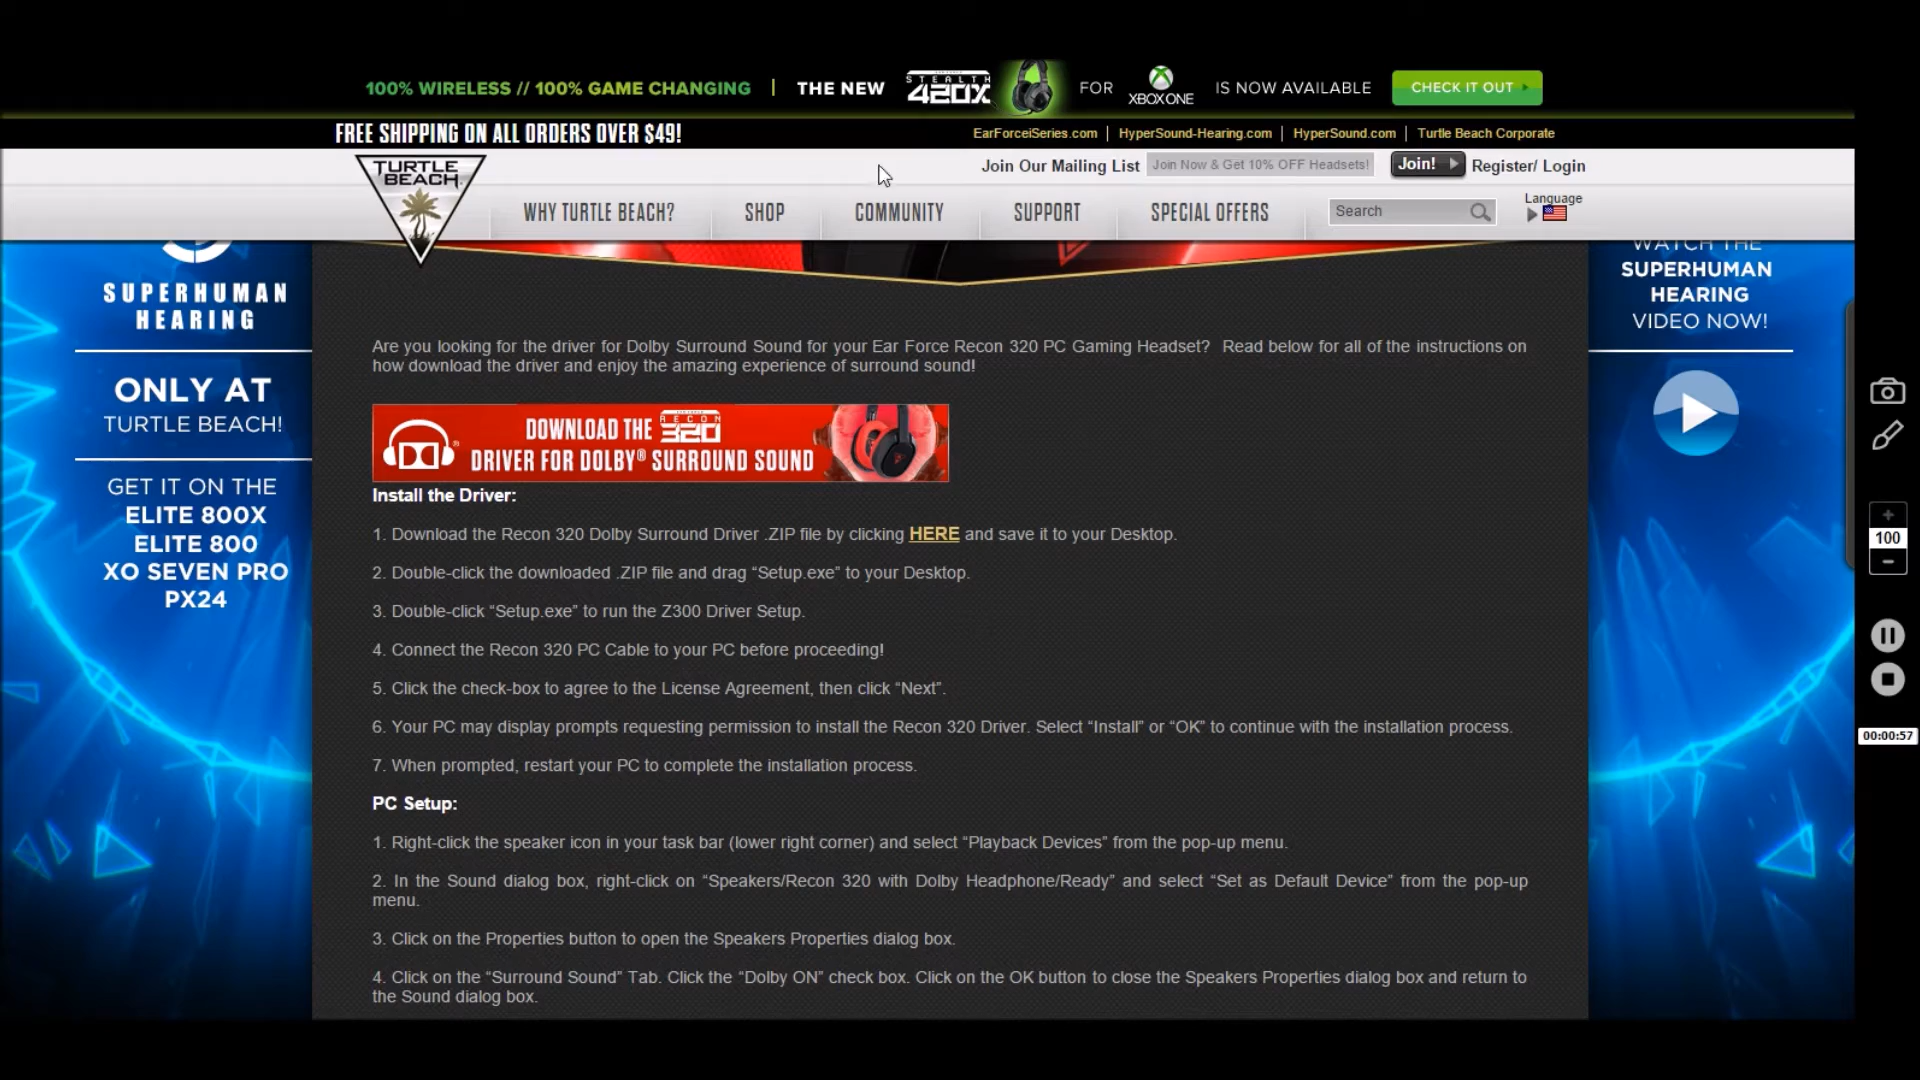 100% WIRELESS // 100% GAME CHANGING | THE NEW STEALTH 420X FOR XBOX ONE IS NOW AVAILABLE CHECK IT OUT
FREE SHIPPING ON ALL ORDERS OVER $49!
EarForceiSeries.com | HyperSound-Hearing.com | HyperSound.com | Turtle Beach Corporate
TURTLE BEACH
Join Our Mailing List Join Now & Get 10% OFF Headsets! Join! Register/ Login
WHY TURTLE BEACH? SHOP COMMUNITY SUPPORT SPECIAL OFFERS Search Language
SUPERHUMAN
HEARING
ONLY AT
TURTLE BEACH!
GET IT ON THE
ELITE 800X
ELITE 800
XO SEVEN PRO
PX24
Are you looking for the driver for Dolby Surround Sound for your Ear Force Recon 320 PC Gaming Headset? Read below for all of the instructions on
how download the driver and enjoy the amazing experience of surround sound!
DOWNLOAD THE RECON 320
DRIVER FOR DOLBY® SURROUND SOUND
Install the Driver:
1. Download the Recon 320 Dolby Surround Driver .ZIP file by clicking HERE and save it to your Desktop.
2. Double-click the downloaded .ZIP file and drag “Setup.exe” to your Desktop.
3. Double-click “Setup.exe” to run the Z300 Driver Setup.
4. Connect the Recon 320 PC Cable to your PC before proceeding!
5. Click the check-box to agree to the License Agreement, then click “Next”.
6. Your PC may display prompts requesting permission to install the Recon 320 Driver. Select “Install” or “OK” to continue with the installation process.
7. When prompted, restart your PC to complete the installation process.
PC Setup:
1. Right-click the speaker icon in your task bar (lower right corner) and select “Playback Devices” from the pop-up menu.
2. In the Sound dialog box, right-click on “Speakers/Recon 320 with Dolby Headphone/Ready” and select “Set as Default Device” from the pop-up
menu.
3. Click on the Properties button to open the Speakers Properties dialog box.
4. Click on the “Surround Sound” Tab. Click the “Dolby ON” check box. Click on the OK button to close the Speakers Properties dialog box and return to
the Sound dialog box.
WATCH THE
SUPERHUMAN
HEARING
VIDEO NOW!
+
100
-
00:00:57